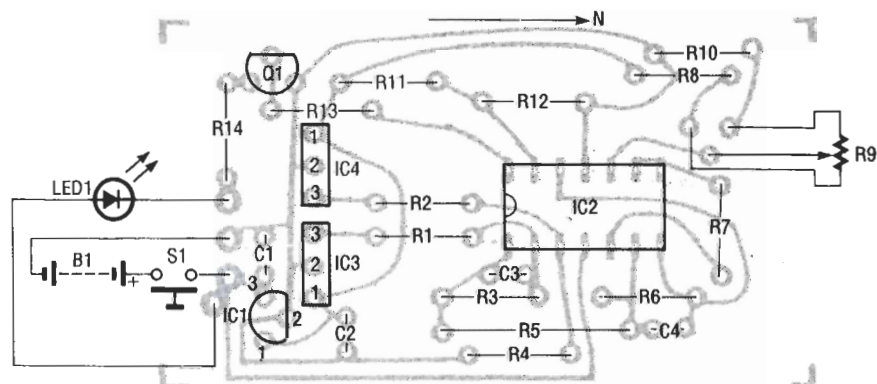 N
Q1
R10
R8
R11
R12
R13
R14
R9
1
2
3
IC4
LED1
R2
IC2
R7
R1
3
2
1
IC3
B1
+
S1
C1
3
IC1
2
1
C2
C3
R3
R6
R5
C4
R4